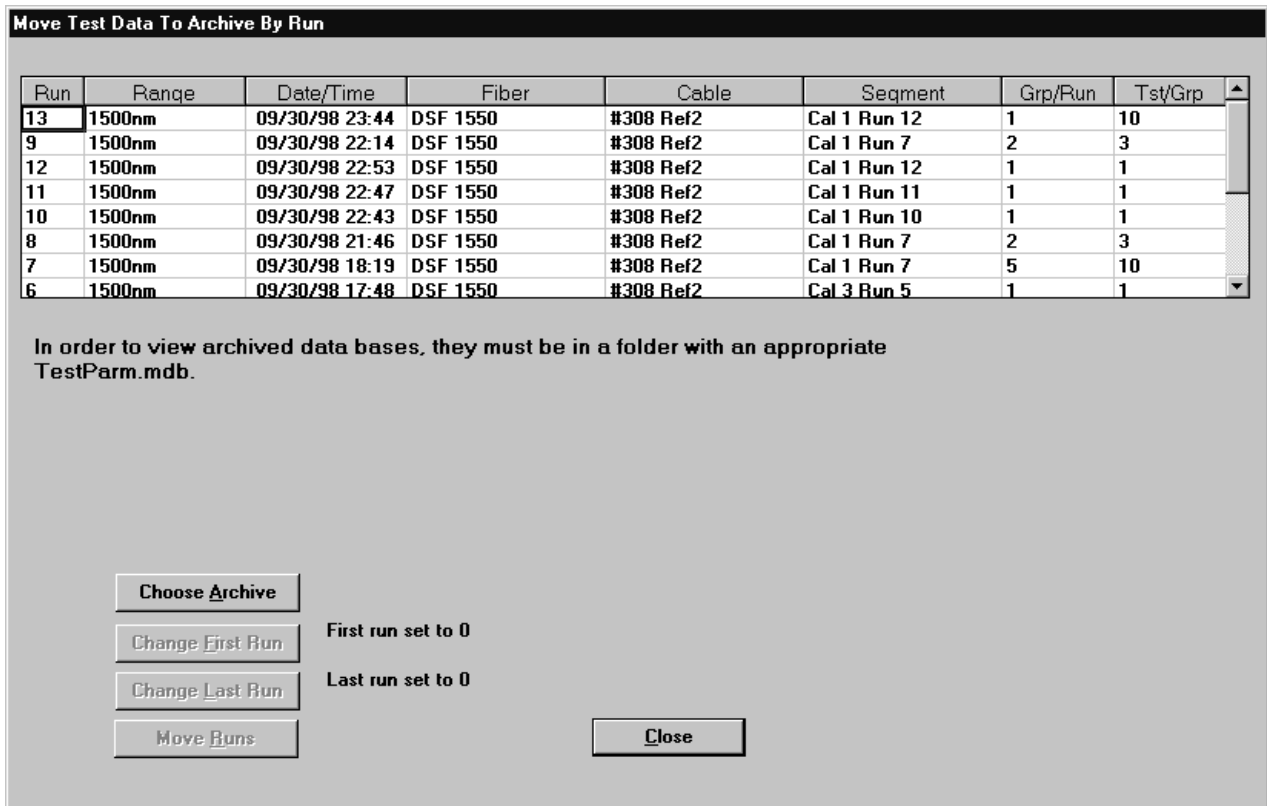 Move Test Data To Archive By Run
Run Range Date/Time Fiber Cable Segment Grp/Run Tst/Grp
13 1500nm 09/30/98 23:44 DSF 1550 #308 Ref2 Cal 1 Run 12 1 10
9 1500nm 09/30/98 22:14 DSF 1550 #308 Ref2 Cal 1 Run 7 2 3
12 1500nm 09/30/98 22:53 DSF 1550 #308 Ref2 Cal 1 Run 12 1 1
11 1500nm 09/30/98 22:47 DSF 1550 #308 Ref2 Cal 1 Run 11 1 1
10 1500nm 09/30/98 22:43 DSF 1550 #308 Ref2 Cal 1 Run 10 1 1
8 1500nm 09/30/98 21:46 DSF 1550 #308 Ref2 Cal 1 Run 7 2 3
7 1500nm 09/30/98 18:19 DSF 1550 #308 Ref2 Cal 1 Run 7 5 10
6 1500nm 09/30/98 17:48 DSF 1550 #308 Ref2 Cal 3 Run 5 1 1
In order to view archived data bases, they must be in a folder with an appropriate
TestParm.mdb.
Choose Archive
Change First Run First run set to 0
Change Last Run Last run set to 0
Move Runs Close